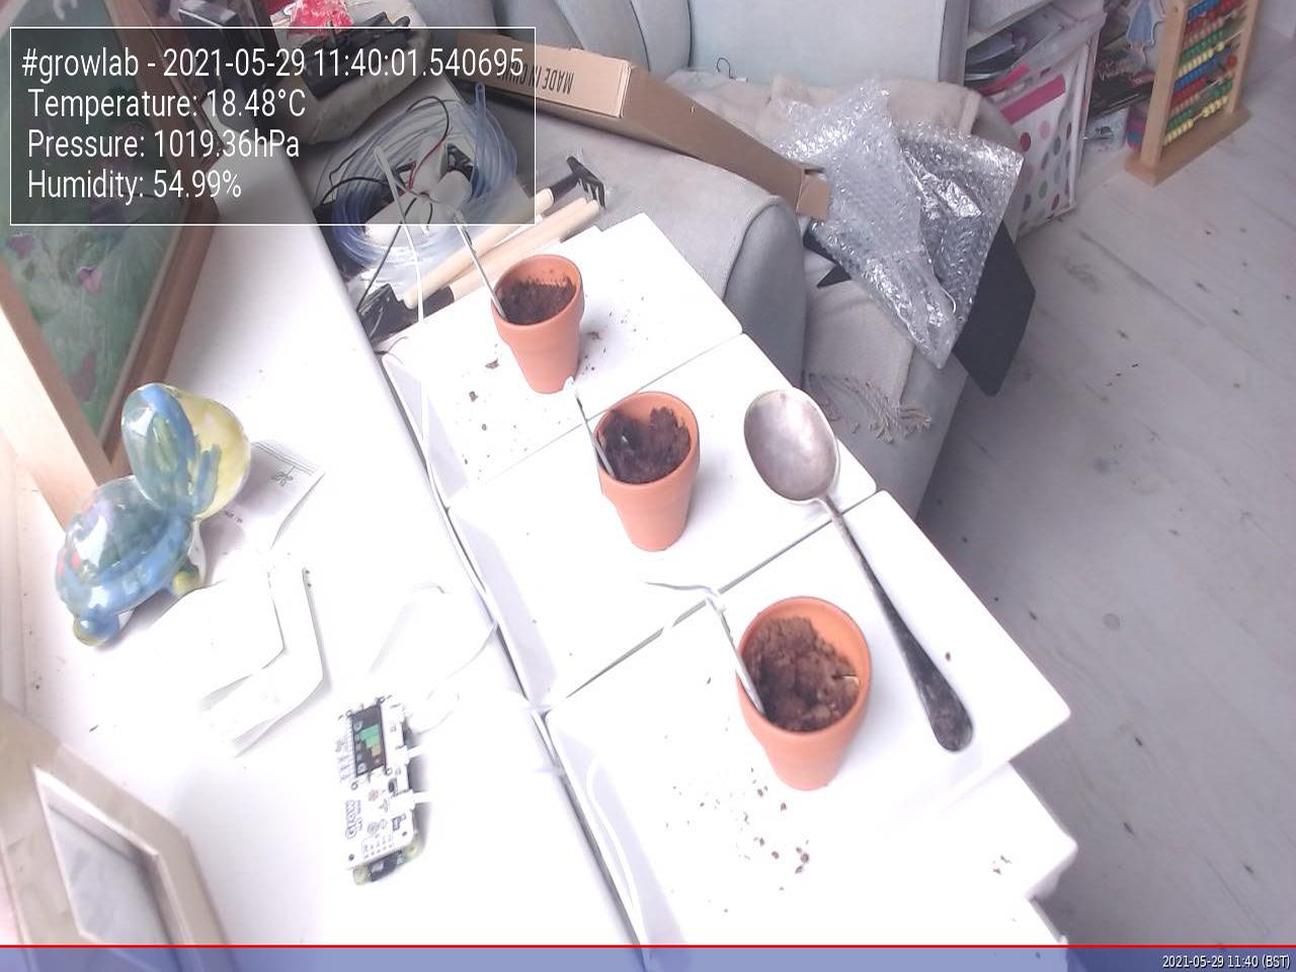 #growlab - 2021-05-29 11:40:01.540695
Temperature: 18.48°C
Pressure: 1019.36hPa
Humidity: 54.99%
MADE IN CHINA
2021-05-29 11:40 (BST)